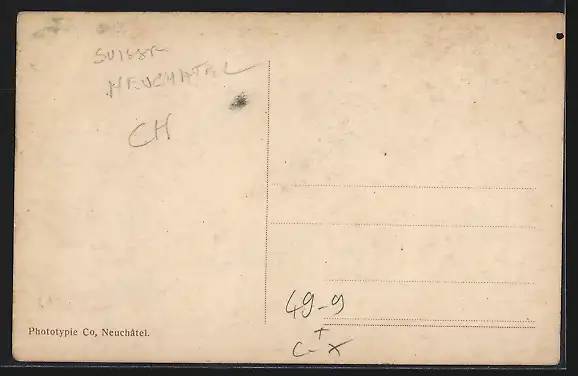 SUISSE
NEUCHATEL
CH
49-9
+
C-X
Phototypie Co, Neuchâtel.